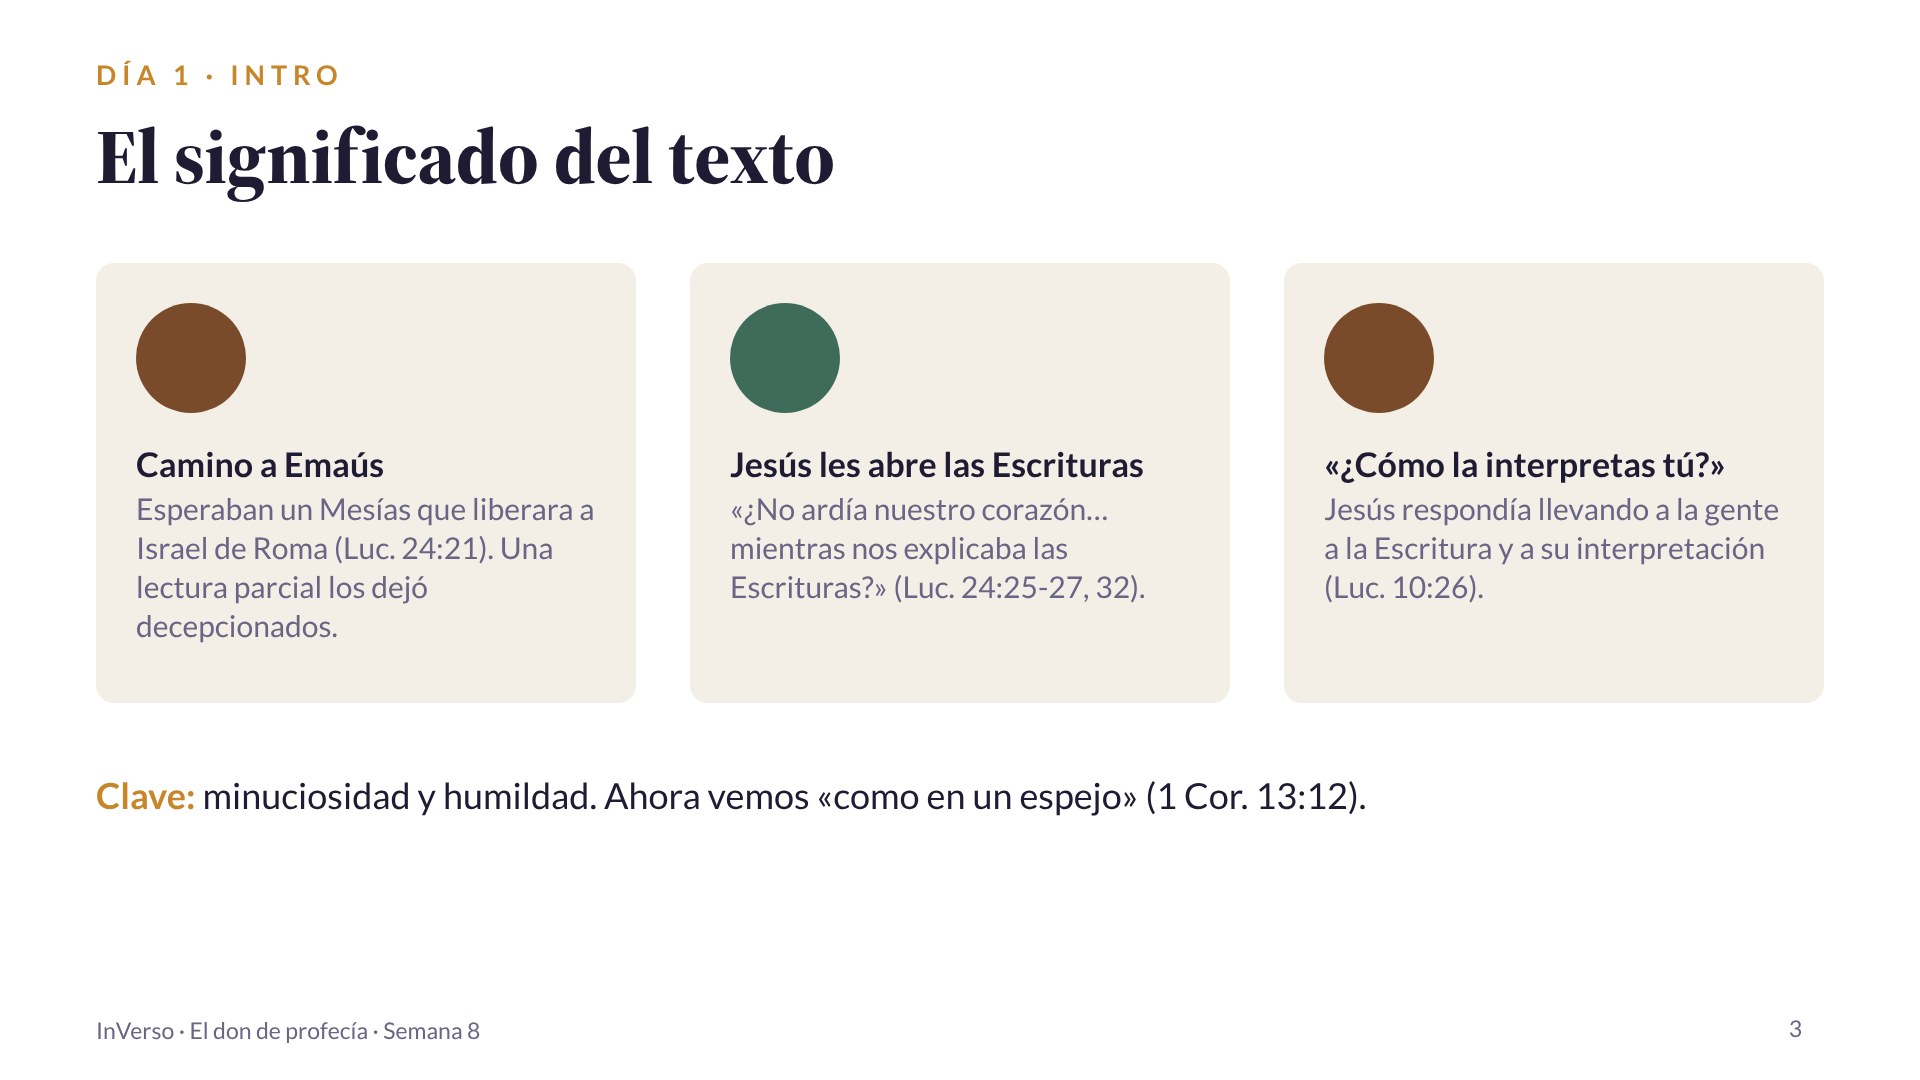 DÍA 1 · INTRO
El significado del texto
Camino a Emaús
Esperaban un Mesías que liberara a
Israel de Roma (Luc. 24:21). Una
lectura parcial los dejó
decepcionados.
Jesús les abre las Escrituras
«¿No ardía nuestro corazón…
mientras nos explicaba las
Escrituras?» (Luc. 24:25-27, 32).
«¿Cómo la interpretas tú?»
Jesús respondía llevando a la gente
a la Escritura y a su interpretación
(Luc. 10:26).
Clave: minuciosidad y humildad. Ahora vemos «como en un espejo» (1 Cor. 13:12).
InVerso · El don de profecía · Semana 8
3